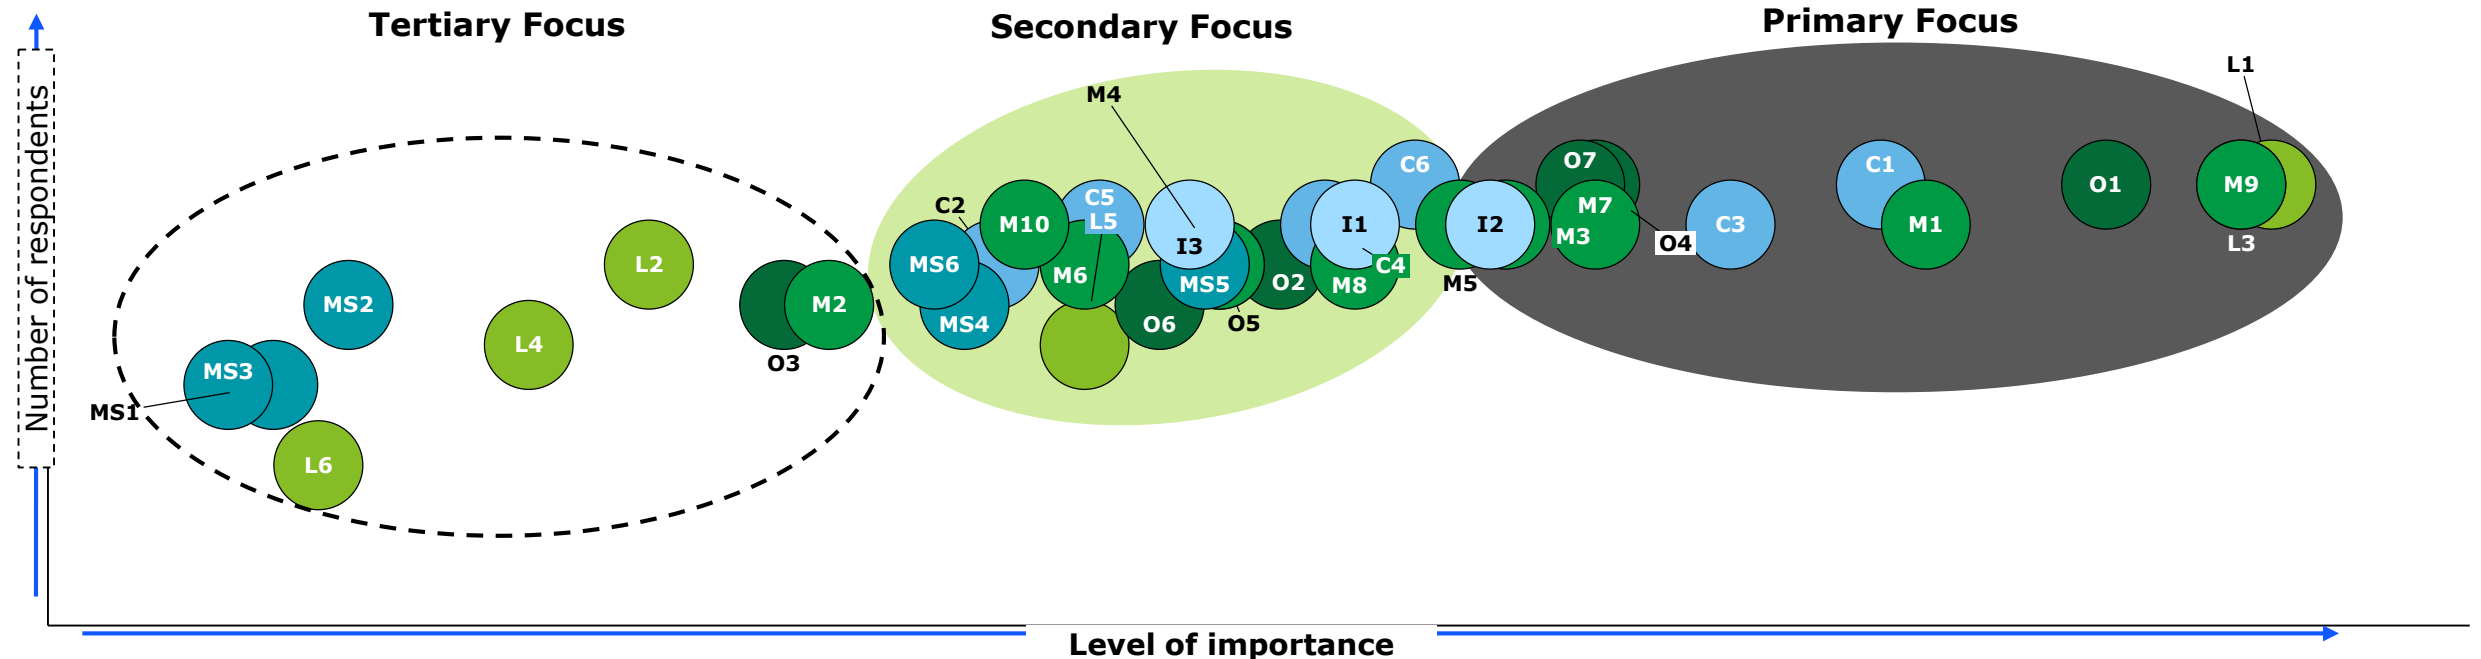 Tertiary Focus
Secondary Focus
Primary Focus
Number of respondents
L1
M4
O7
C6
C1
O1
M9
C5
C2
M7
L5
M10
I1
I2
M3
O4
C3
M1
L3
I3
L2
MS6
M6
C4
MS5
O2
M8
M5
MS2
M2
MS4
O6
O5
L4
O3
MS3
MS1
L6
Level of importance